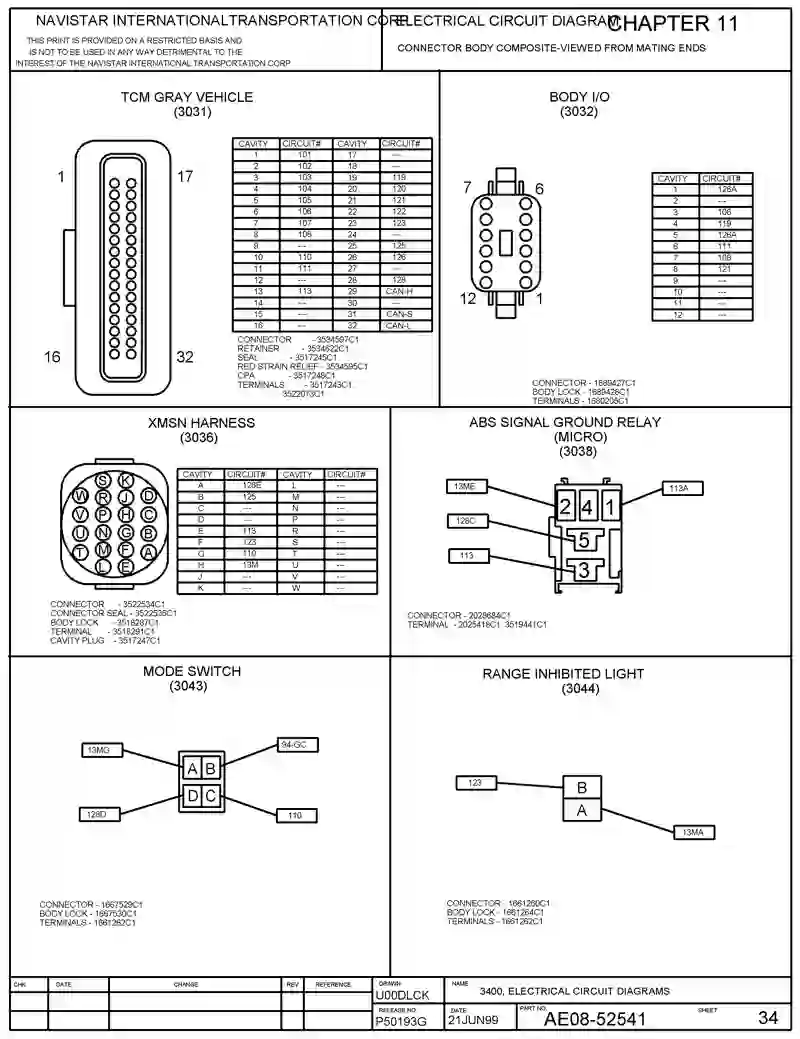 NAVISTAR INTERNATIONALTRANSPORTATION CORP
THIS PRINT IS PROVIDED ON A RESTRICTED BASIS AND
IS NOT TO BE USED IN ANY WAY DETRIMENTAL TO THE
INTEREST OF THE NAVISTAR INTERNATIONAL TRANSPORTATION CORP
ELECTRICAL CIRCUIT DIAGRAM
CHAPTER 11
CONNECTOR BODY COMPOSITE-VIEWED FROM MATING ENDS
TCM GRAY VEHICLE
(3031)
1 17
16 32
CAVITY CIRCUIT# CAVITY CIRCUIT#
1 101 17 ---
2 102 18 ---
3 103 19 119
4 104 20 120
5 105 21 121
6 106 22 122
7 107 23 123
8 108 24 ---
9 --- 25 125
10 110 26 126
11 111 27 ---
12 --- 28 128
13 113 29 CAN-H
14 --- 30 ---
15 --- 31 CAN-S
16 --- 32 CAN-L
CONNECTOR - 3534597C1
RETAINER - 3534622C1
SEAL - 3517245C1
RED STRAIN RELIEF - 3534595C1
CPA - 3517248C1
TERMINALS - 3517243C1
3522073C1
BODY I/O
(3032)
7 6
12 1
CAVITY CIRCUIT#
1 126A
2 ---
3 106
4 119
5 126A
6 111
7 108
8 121
9 ---
10 ---
11 ---
12 ---
CONNECTOR - 1689427C1
BODY LOCK - 1689428C1
TERMINALS - 1680205C1
XMSN HARNESS
(3036)
S K
W R J D
V P H C
U N G B
T M F A
L E
CAVITY CIRCUIT# CAVITY CIRCUIT#
A 128E L ---
B 125 M ---
C --- N ---
D --- P ---
E 113 R ---
F 123 S ---
G 110 T ---
H 13M U ---
J --- V ---
K --- W ---
CONNECTOR - 3522534C1
CONNECTOR SEAL - 3522535C1
BODY LOCK - 3518287C1
TERMINAL - 3518291C1
CAVITY PLUG - 3517247C1
ABS SIGNAL GROUND RELAY
(MICRO)
(3038)
13ME
128C
113
113A
2 4 1
5
3
CONNECTOR - 2028684C1
TERMINAL - 2025418C1 3519441C1
MODE SWITCH
(3043)
13MG
94-GC
A B
D C
128D
110
CONNECTOR - 1667529C1
BODY LOCK - 1667530C1
TERMINALS - 1661262C1
RANGE INHIBITED LIGHT
(3044)
123
B
A
13MA
CONNECTOR - 1661260C1
BODY LOCK - 1661264C1
TERMINALS - 1661262C1
CHK DATE CHANGE REV REFERENCE
DRAWN
U00DLCK
NAME
3400, ELECTRICAL CIRCUIT DIAGRAMS
RELEASE NO.
P50193G
DATE
21JUN99
PART NO.
AE08-52541
SHEET
34